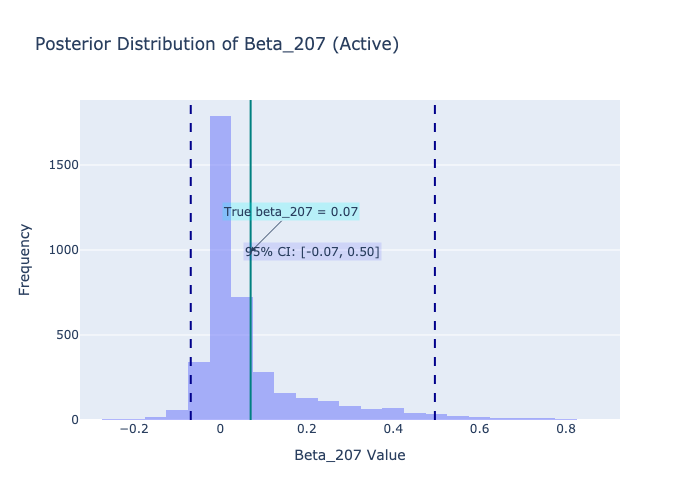 Posterior Distribution of Beta_207 (Active)
1500
1000
500
0
Frequency
True beta_207 = 0.07
95% CI: [-0.07, 0.50]
−0.2
0
0.2
0.4
0.6
0.8
Beta_207 Value